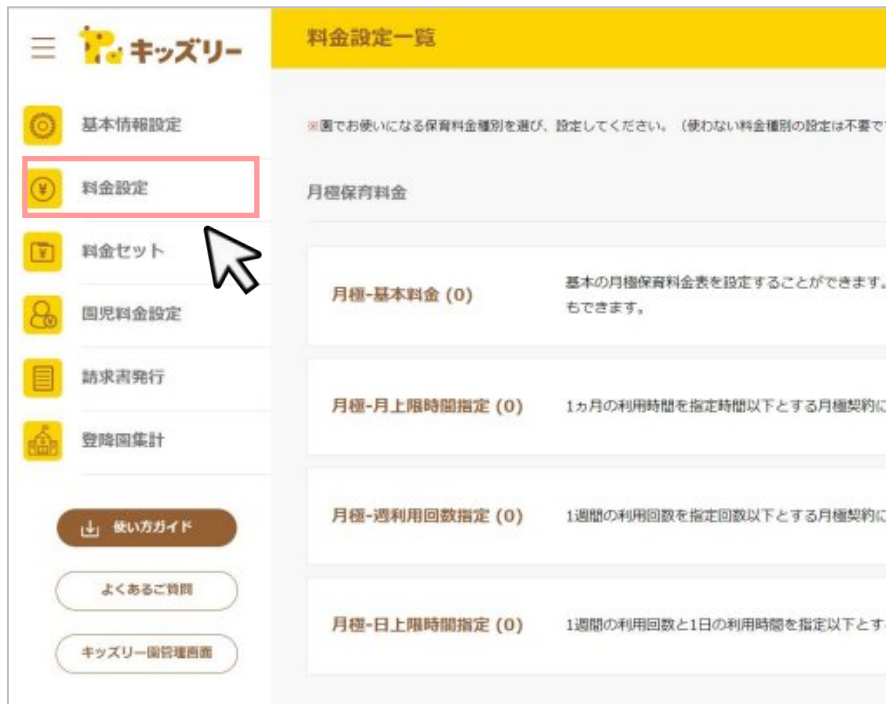 キッズリー
基本情報設定
料金設定
料金セット
園児料金設定
請求書発行
登降園集計
使い方ガイド
よくあるご質問
キッズリー園管理画面
料金設定一覧
※園でお使いになる保育料金種別を選び、設定してください。（使わない料金種別の設定は不要で
月極保育料金
月極-基本料金 (0)
基本の月極保育料金表を設定することができます。
もできます。
月極-月上限時間指定 (0)
1ヵ月の利用時間を指定時間以下とする月極契約に
月極-週利用回数指定 (0)
1週間の利用回数を指定回数以下とする月極契約に
月極-日上限時間指定 (0)
1週間の利用回数と1日の利用時間を指定以下とす